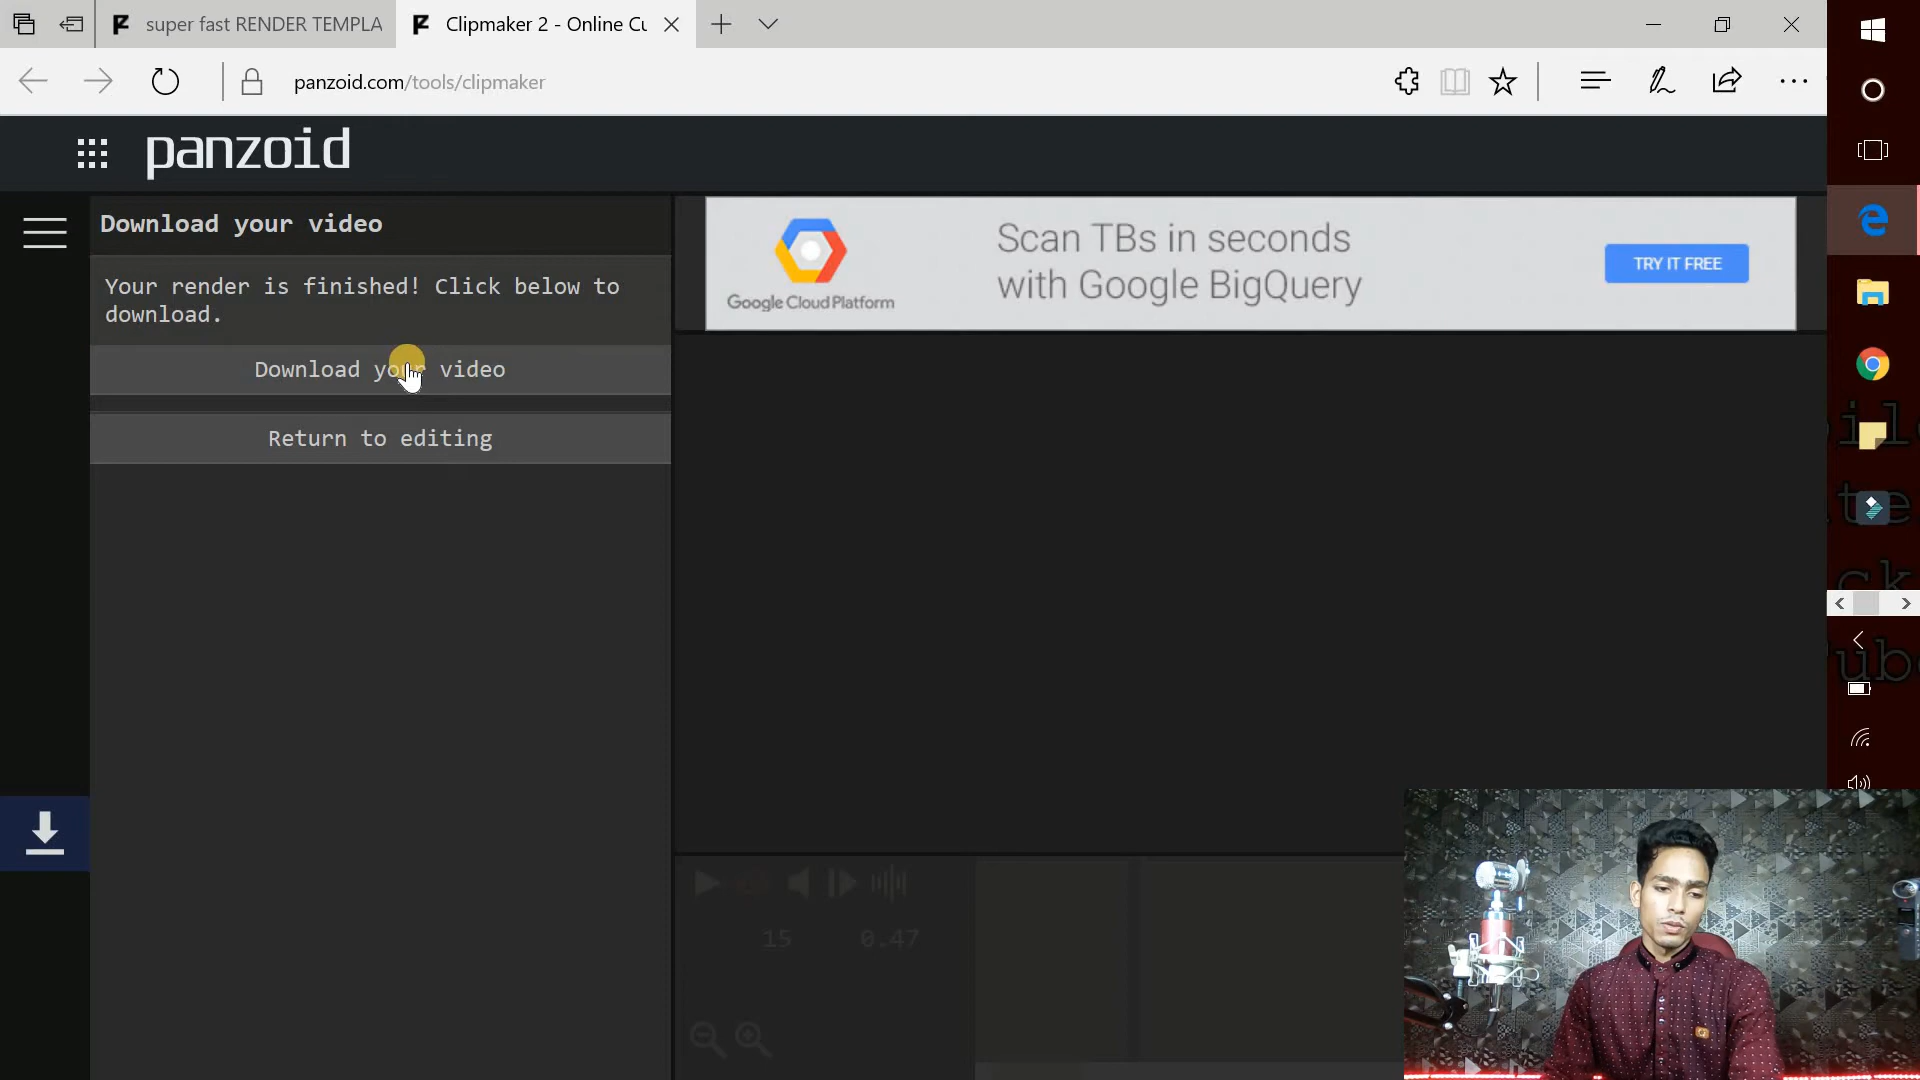 super fast RENDER TEMPLA
Clipmaker 2 - Online Cu
panzoid.com/tools/clipmaker
panzoid
Download your video
Your render is finished! Click below to
download.
Download your video
Return to editing
Google Cloud Platform
Scan TBs in seconds
with Google BigQuery
TRY IT FREE
15
0.47